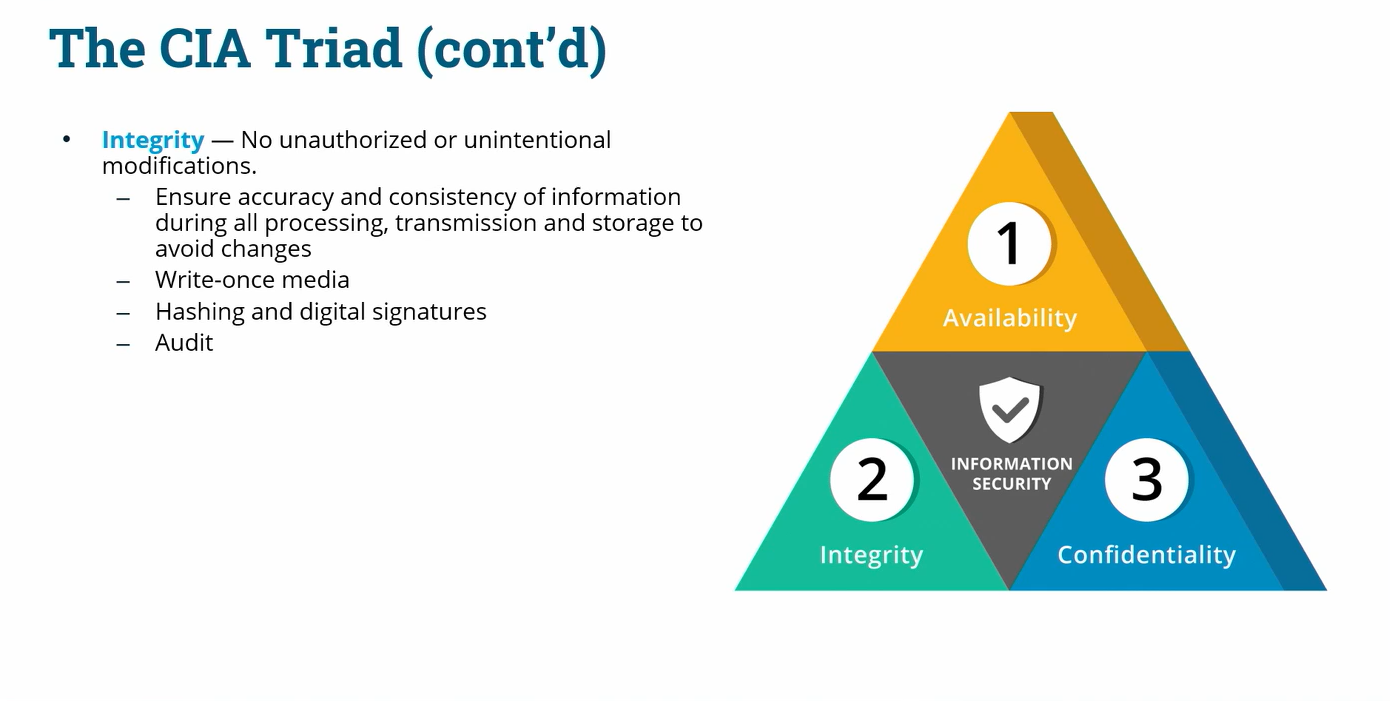 The CIA Triad (cont’d)
• Integrity — No unauthorized or unintentional
modifications.
– Ensure accuracy and consistency of information
during all processing, transmission and storage to
avoid changes
– Write-once media
– Hashing and digital signatures
– Audit
1
Availability
INFORMATION
SECURITY
2
Integrity
3
Confidentiality